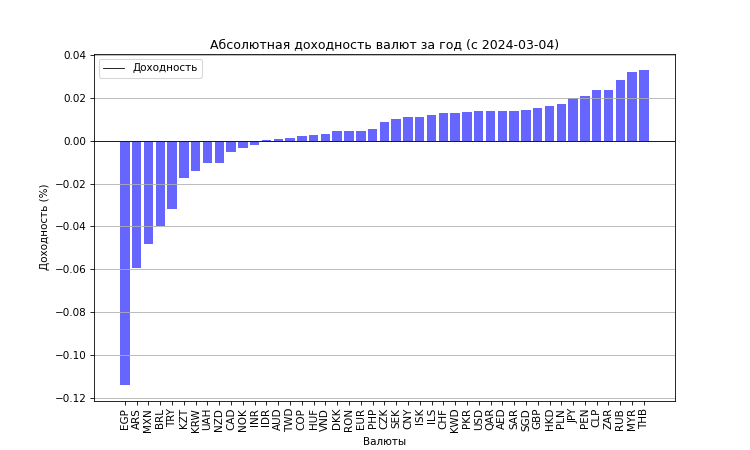 Абсолютная доходность валют за год (с 2024-03-04)
Доходность
0.04
0.02
0.00
−0.02
−0.04
−0.06
−0.08
−0.10
−0.12
Доходность (%)
EGP
ARS
MXN
BRL
TRY
KZT
KRW
UAH
NZD
CAD
NOK
INR
IDR
AUD
TWD
COP
HUF
VND
DKK
RON
EUR
PHP
CZK
SEK
CNY
ISK
ILS
CHF
KWD
PKR
USD
QAR
AED
SAR
SGD
GBP
HKD
PLN
JPY
PEN
CLP
ZAR
RUB
MYR
THB
Валюты